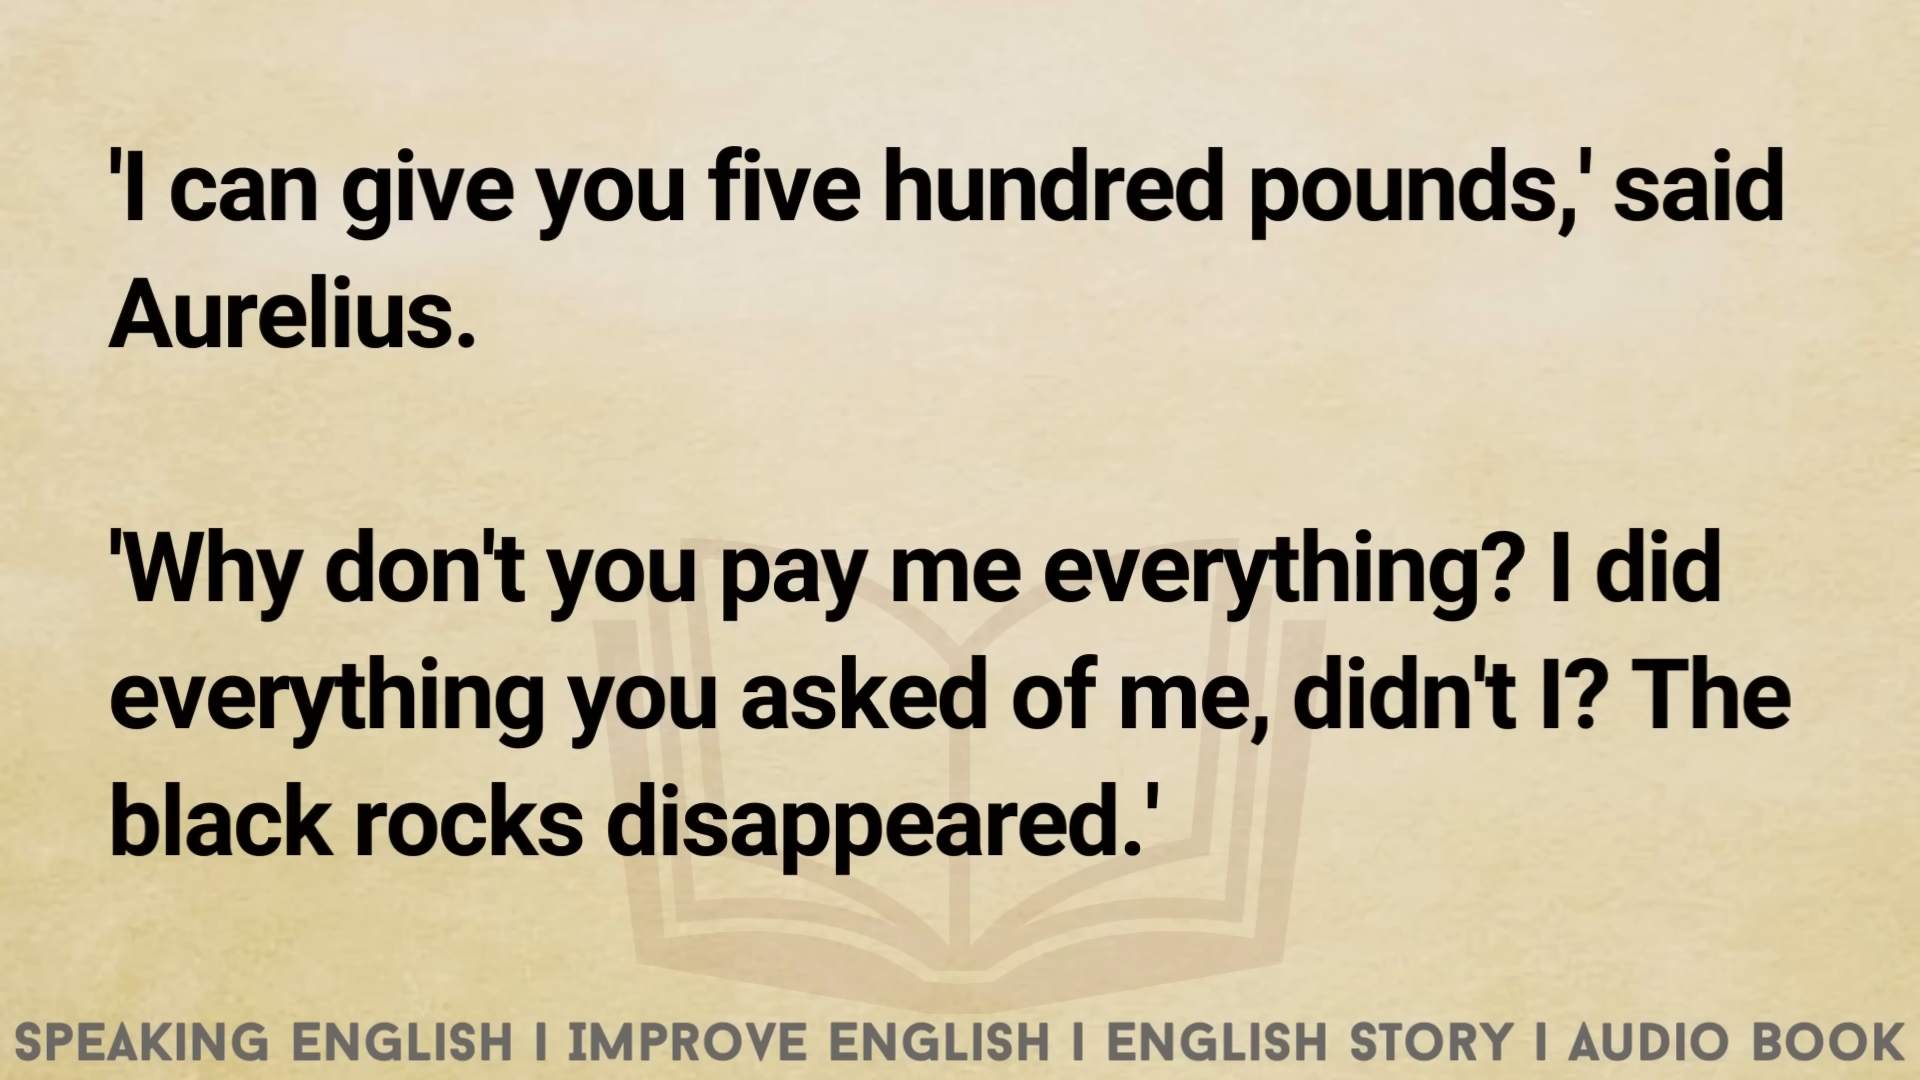 'I can give you five hundred pounds,' said
Aurelius.
'Why don't you pay me everything? I did
everything you asked of me, didn't I? The
black rocks disappeared.'
SPEAKING ENGLISH I IMPROVE ENGLISH I ENGLISH STORY I AUDIO BOOK